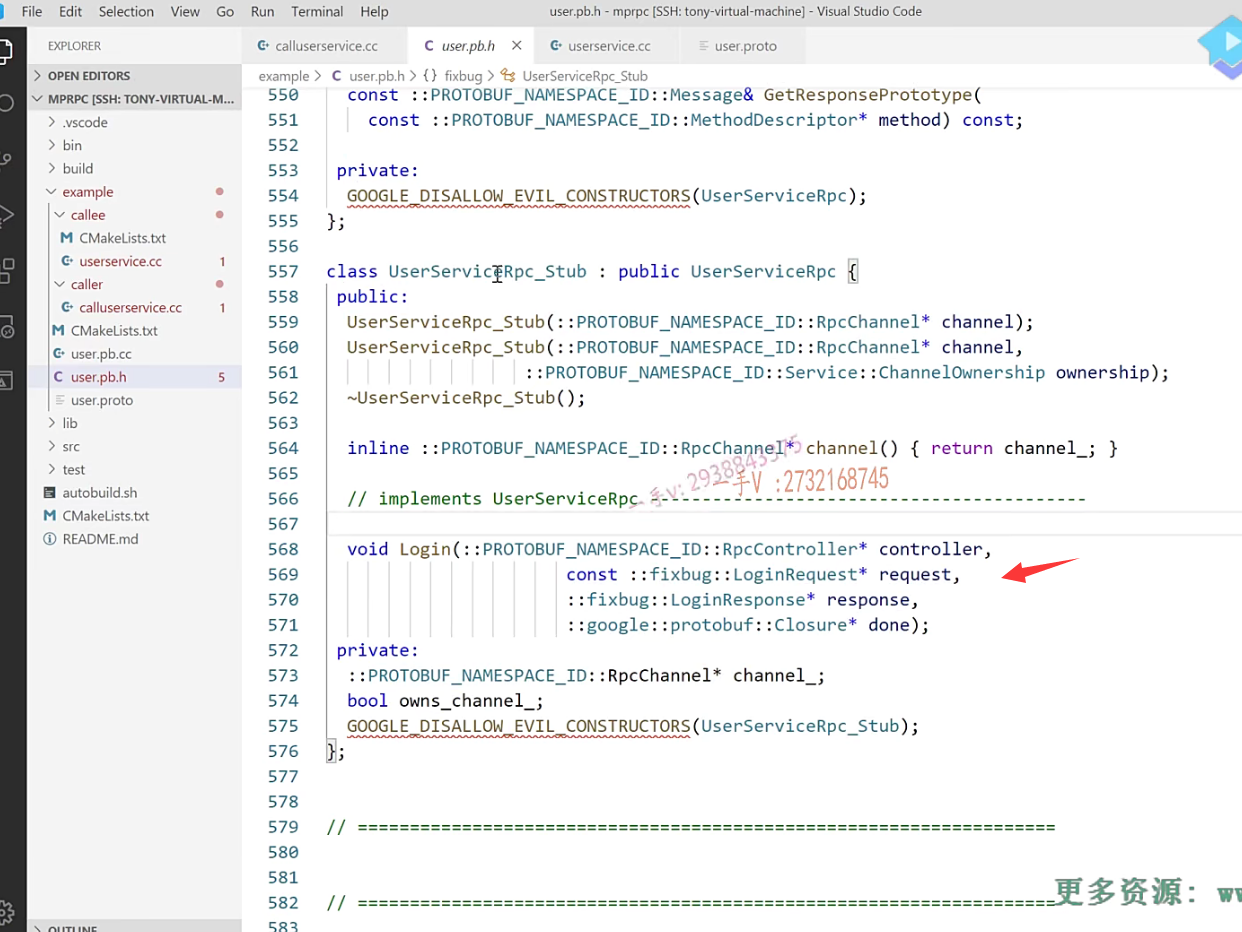 File Edit Selection View Go Run Terminal Help
user.pb.h - mprpc [SSH: tony-virtual-machine] - Visual Studio Code
EXPLORER
OPEN EDITORS
MPRPC [SSH: TONY-VIRTUAL-M...
.vscode
bin
build
example
callee
CMakeLists.txt
userservice.cc 1
caller
calluserservice.cc 1
CMakeLists.txt
user.pb.cc
user.pb.h 5
user.proto
lib
src
test
autobuild.sh
CMakeLists.txt
README.md
OUTLINE
calluserservice.cc
user.pb.h
userservice.cc
user.proto
example > user.pb.h > {} fixbug > UserServiceRpc_Stub
550 const ::PROTOBUF_NAMESPACE_ID::Message& GetResponsePrototype(
551 const ::PROTOBUF_NAMESPACE_ID::MethodDescriptor* method) const;
552
553 private:
554 GOOGLE_DISALLOW_EVIL_CONSTRUCTORS(UserServiceRpc);
555 };
556
557 class UserServiceRpc_Stub : public UserServiceRpc {
558 public:
559 UserServiceRpc_Stub(::PROTOBUF_NAMESPACE_ID::RpcChannel* channel);
560 UserServiceRpc_Stub(::PROTOBUF_NAMESPACE_ID::RpcChannel* channel,
561 ::PROTOBUF_NAMESPACE_ID::Service::ChannelOwnership ownership);
562 ~UserServiceRpc_Stub();
563
564 inline ::PROTOBUF_NAMESPACE_ID::RpcChannel* channel() { return channel_; }
565
一手v: 2938843375
一手V :2732168745
566 // implements UserServiceRpc ------------------------------------------
567
568 void Login(::PROTOBUF_NAMESPACE_ID::RpcController* controller,
569 const ::fixbug::LoginRequest* request,
570 ::fixbug::LoginResponse* response,
571 ::google::protobuf::Closure* done);
572 private:
573 ::PROTOBUF_NAMESPACE_ID::RpcChannel* channel_;
574 bool owns_channel_;
575 GOOGLE_DISALLOW_EVIL_CONSTRUCTORS(UserServiceRpc_Stub);
576 };
577
578
579 // ===================================================================
580
581
582 // ===================================================================
更多资源：
583